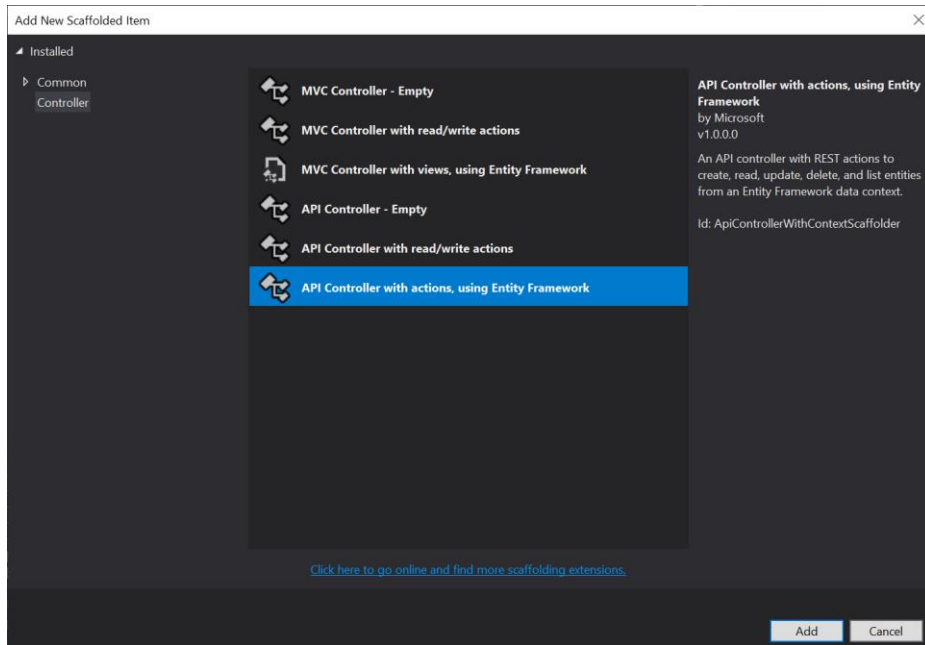 Add New Scaffolded Item
Installed
Common
Controller
MVC Controller - Empty
MVC Controller with read/write actions
MVC Controller with views, using Entity Framework
API Controller - Empty
API Controller with read/write actions
API Controller with actions, using Entity Framework
Click here to go online and find more scaffolding extensions.
API Controller with actions, using Entity
Framework
by Microsoft
v1.0.0.0
An API controller with REST actions to
create, read, update, delete, and list entities
from an Entity Framework data context.
Id: ApiControllerWithContextScaffolder
Add
Cancel